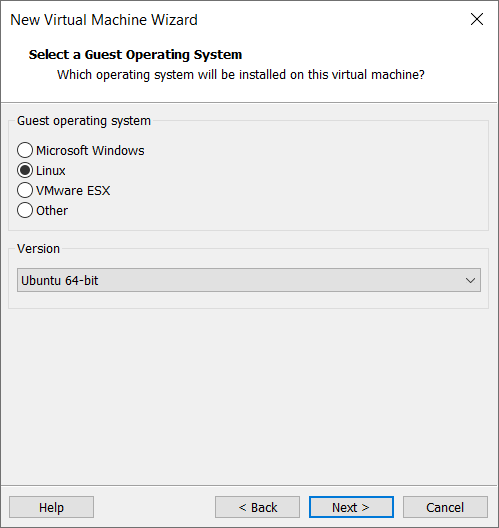 New Virtual Machine Wizard
Select a Guest Operating System
Which operating system will be installed on this virtual machine?
Guest operating system
Microsoft Windows
Linux
VMware ESX
Other
Version
Ubuntu 64-bit
Help
< Back
Next >
Cancel